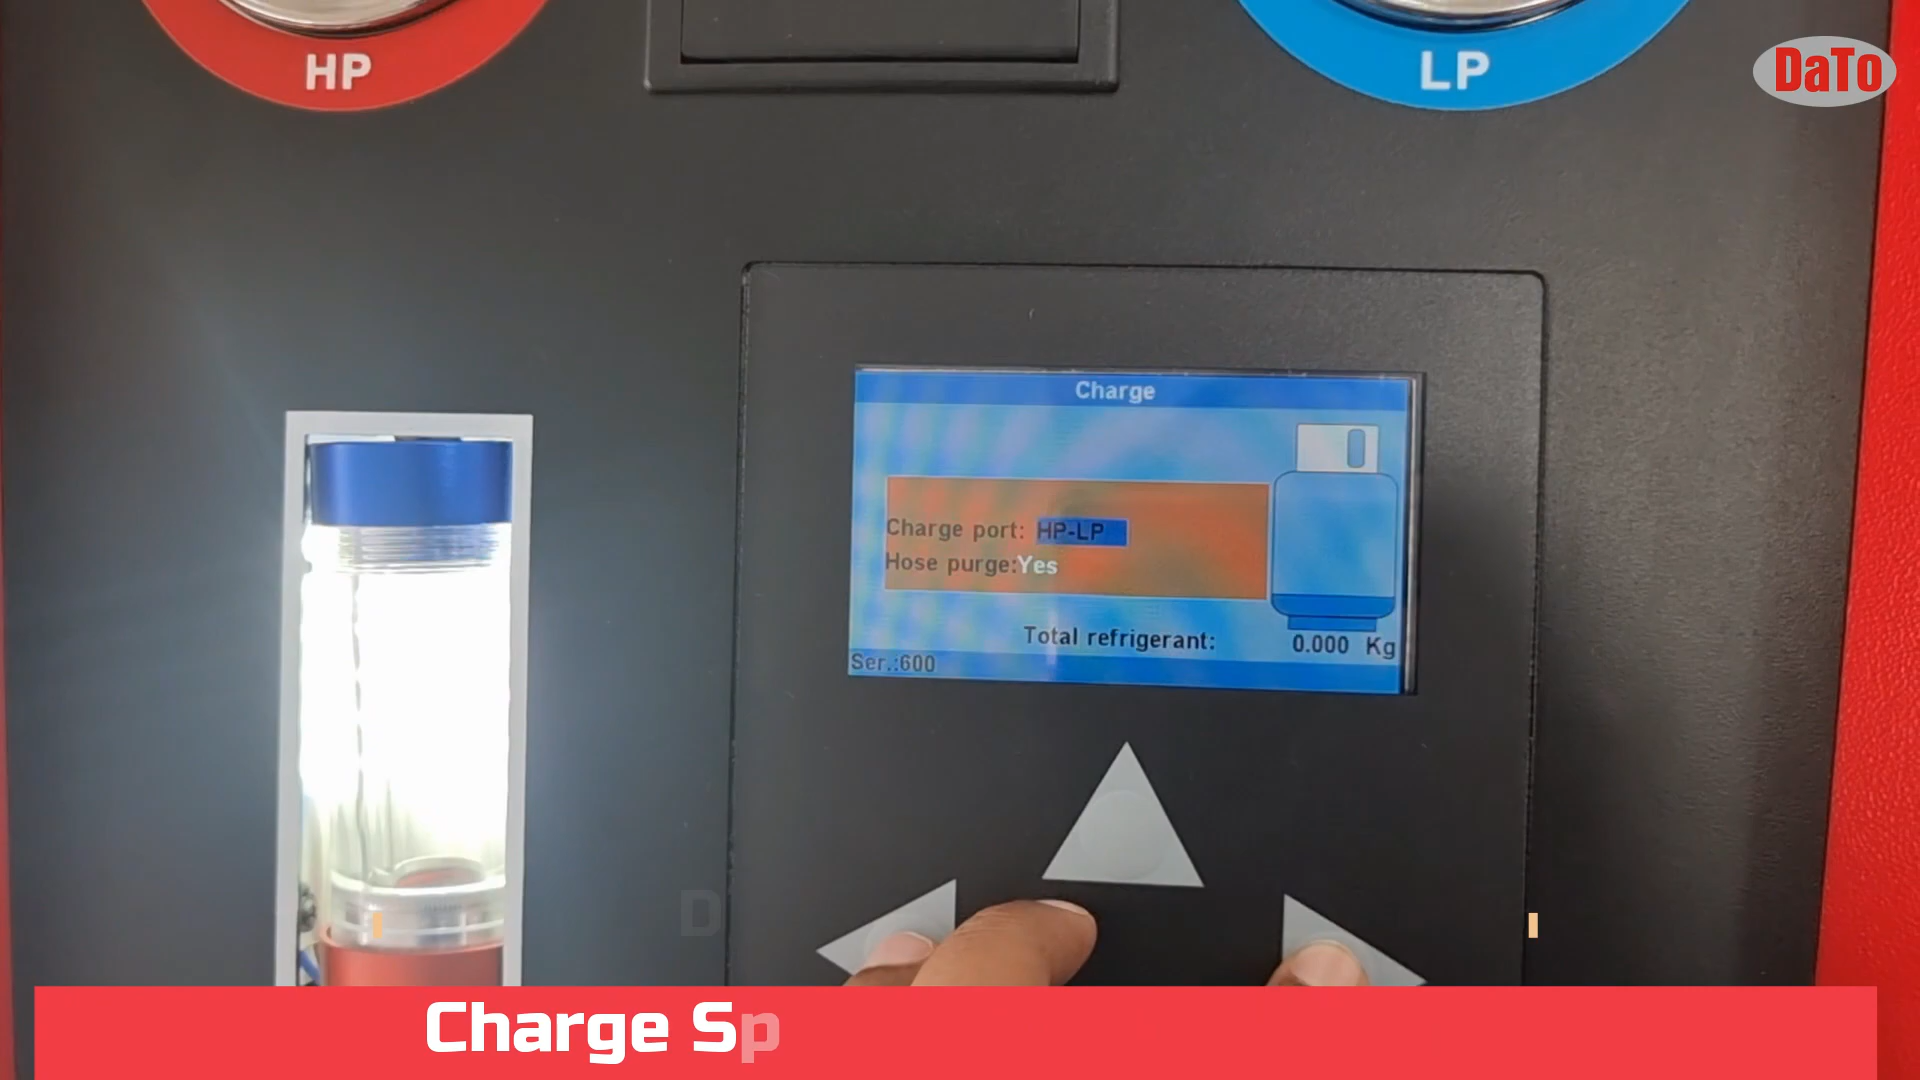 HP
LP
DaTo
Charge
Charge port: HP-LP
Hose purge:Yes
Total refrigerant: 0.000 Kg
Ser.:600
D
Charge Sp